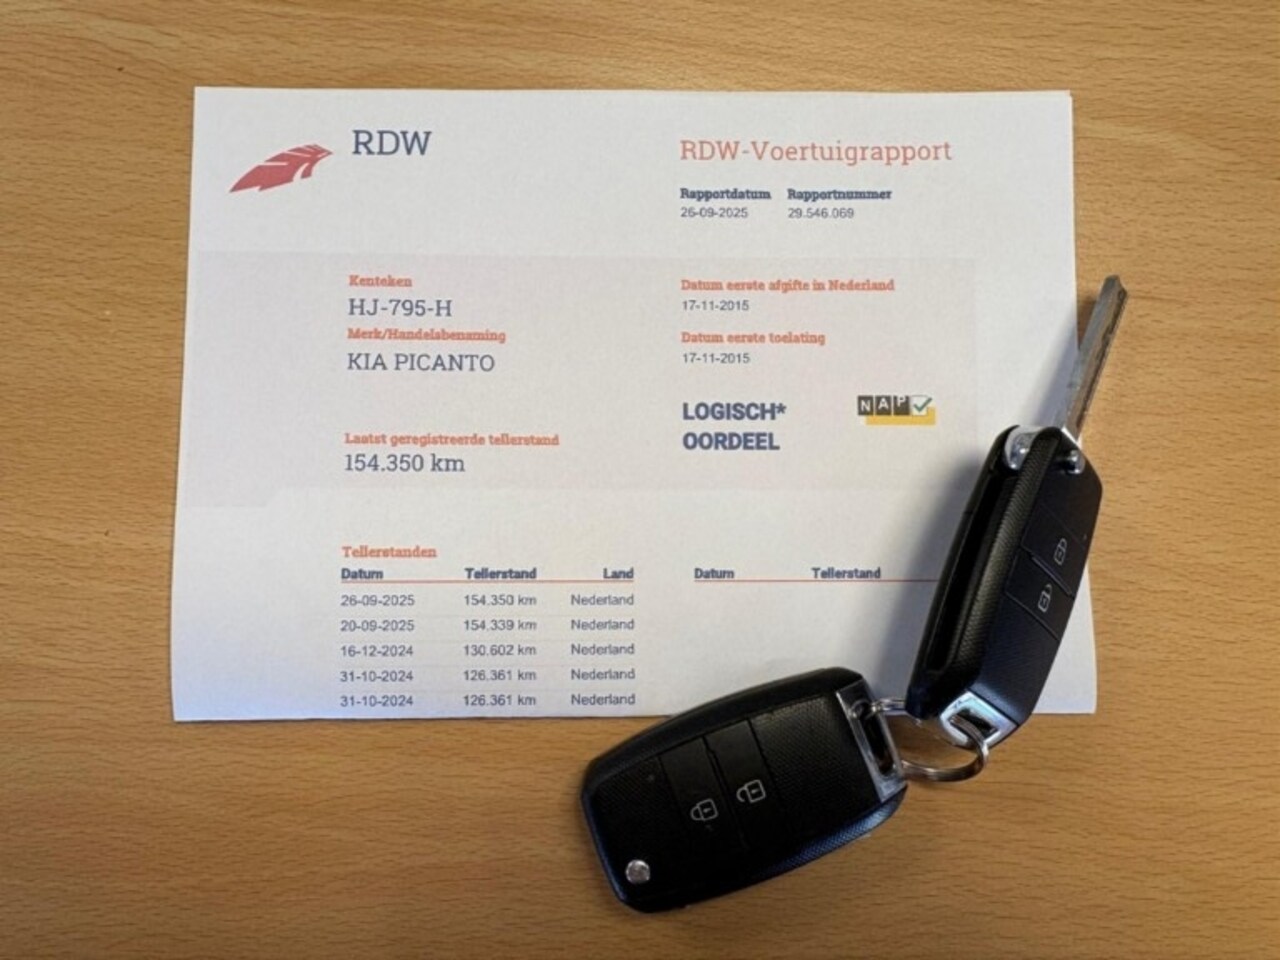 RDW
RDW-Voertuigrapport
Rapportdatum Rapportnummer
26-09-2025 29.546.069
Kenteken
HJ-795-H
Merk/Handelsbenaming
KIA PICANTO
Datum eerste afgifte in Nederland
17-11-2015
Datum eerste toelating
17-11-2015
LOGISCH*
OORDEEL
NAP
Laatst geregistreerde tellerstand
154.350 km
Tellerstanden
Datum Tellerstand Land Datum Tellerstand
26-09-2025 154.350 km Nederland
20-09-2025 154.339 km Nederland
16-12-2024 130.602 km Nederland
31-10-2024 126.361 km Nederland
31-10-2024 126.361 km Nederland